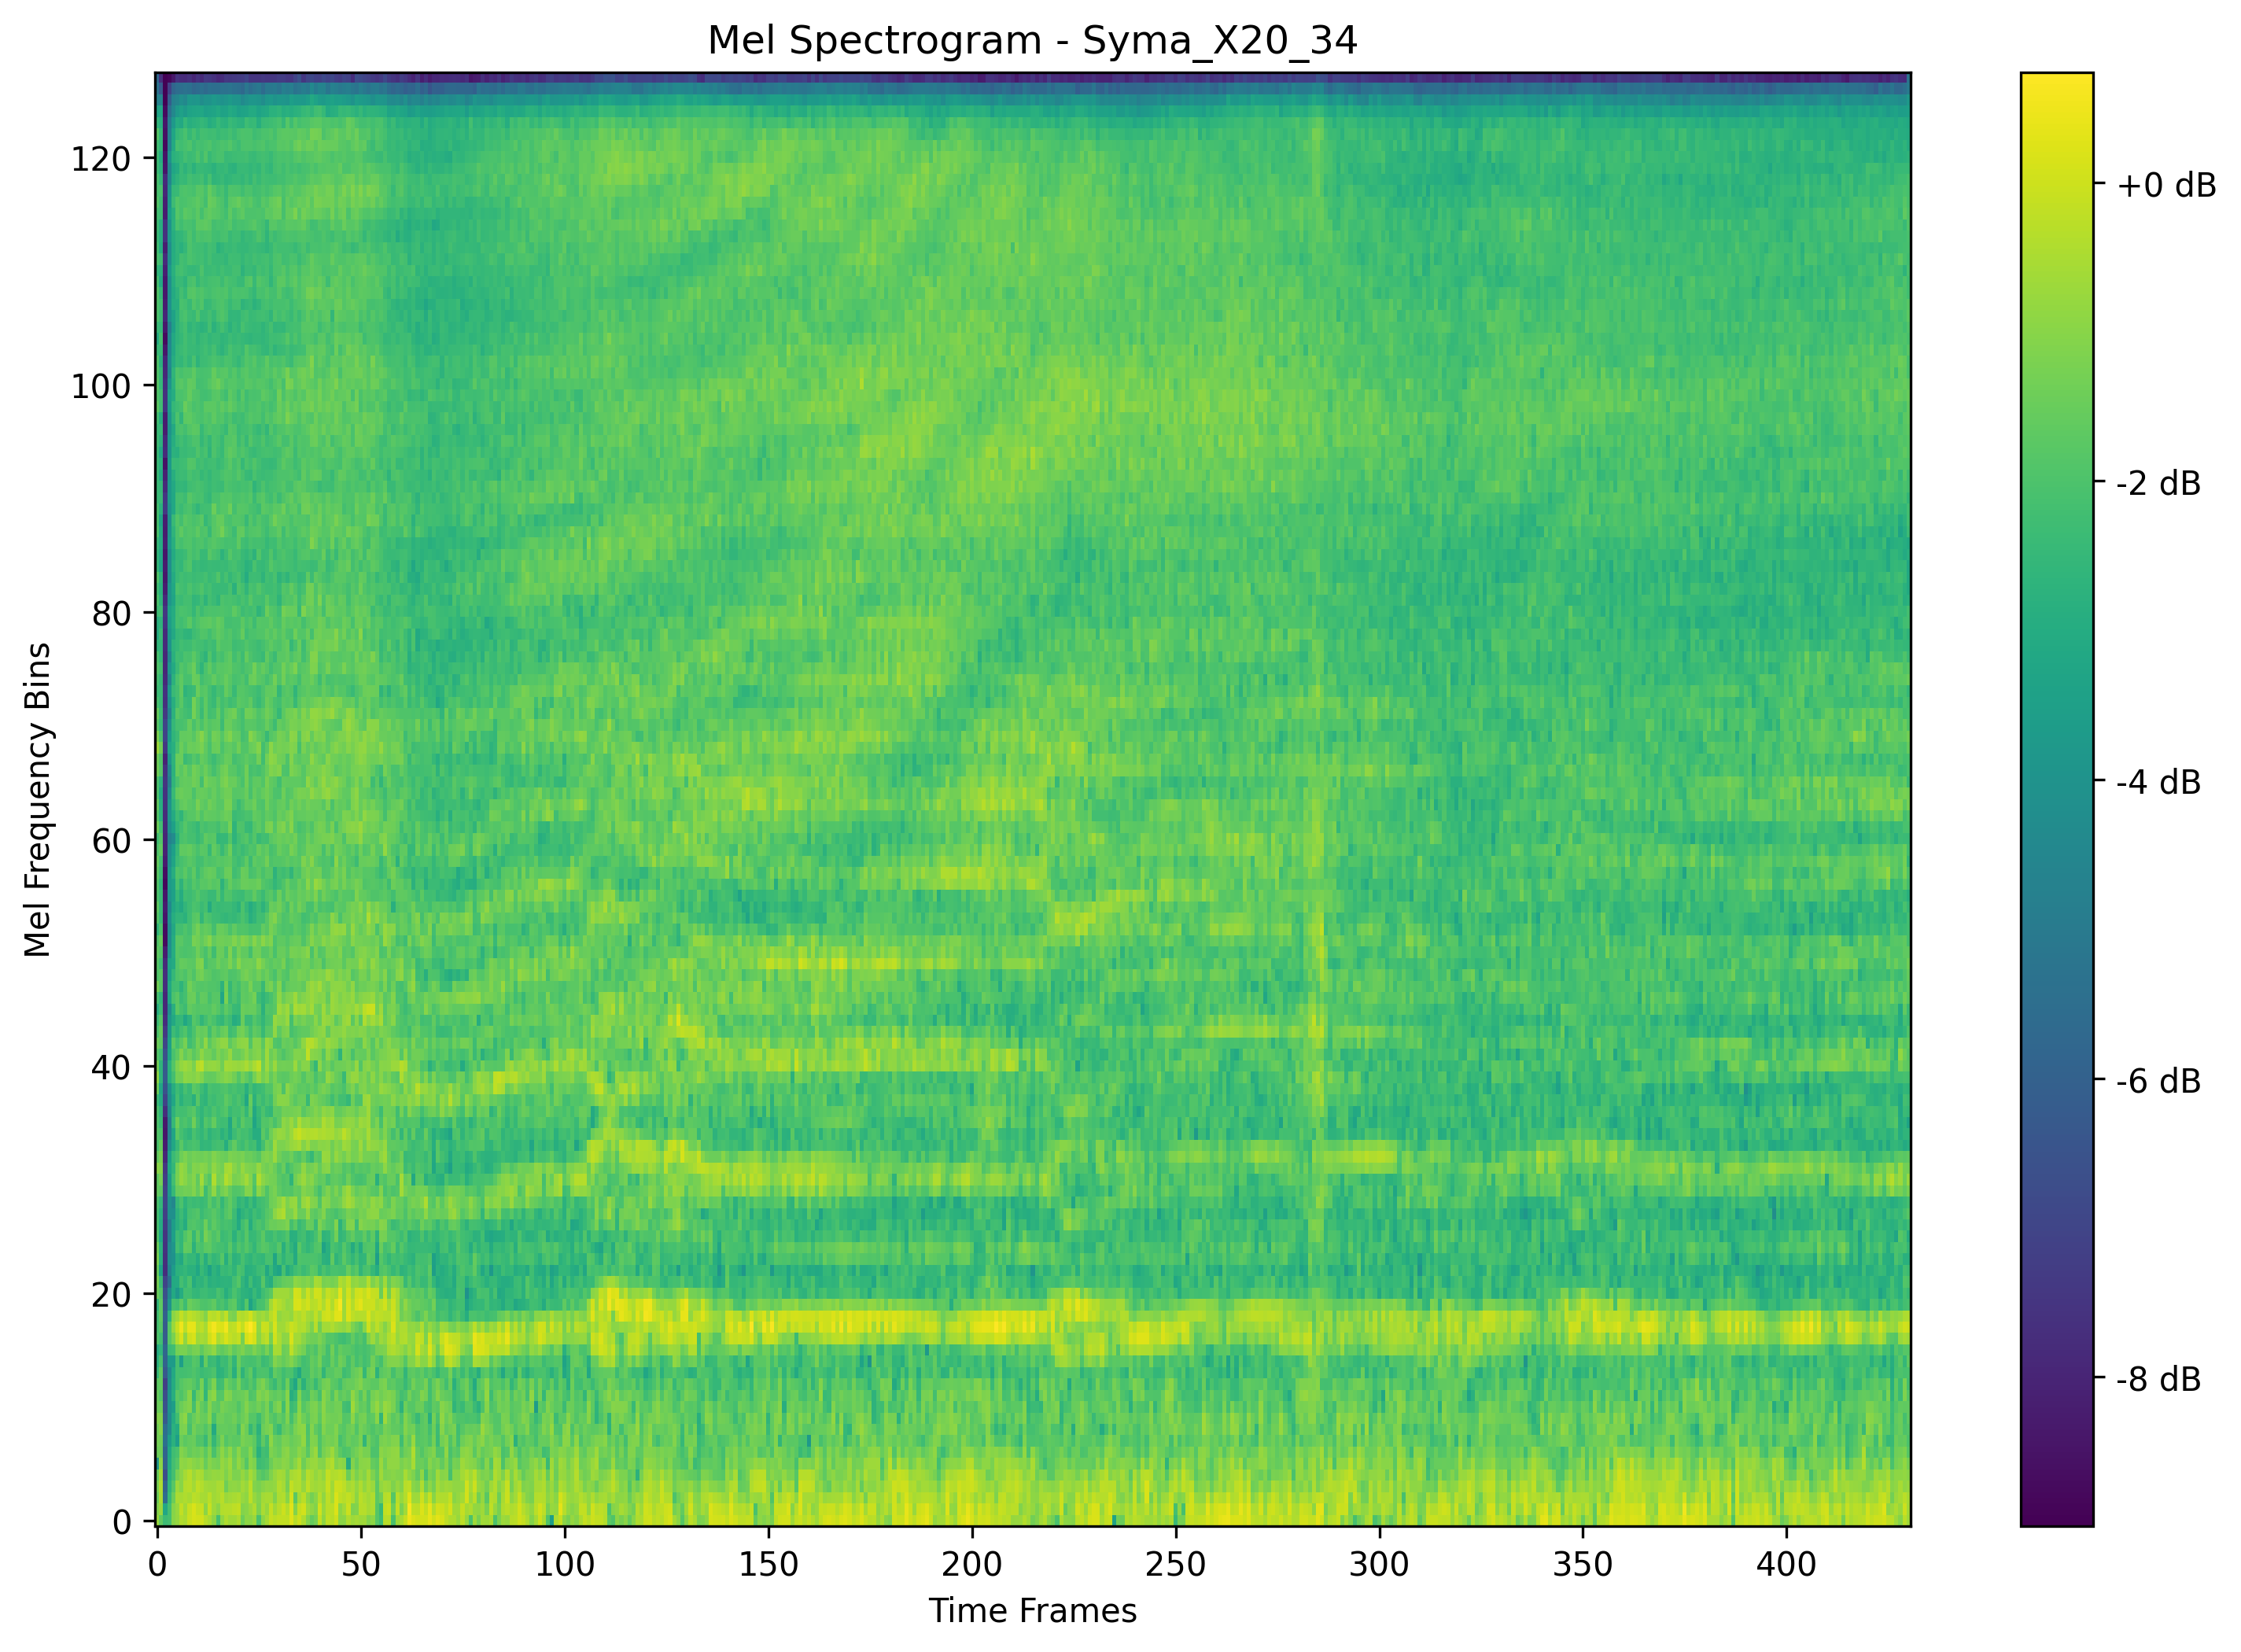 Mel Spectrogram - Syma_X20_34
Mel Frequency Bins
120
100
80
60
40
20
0
0 50 100 150 200 250 300 350 400
Time Frames
+0 dB
-2 dB
-4 dB
-6 dB
-8 dB